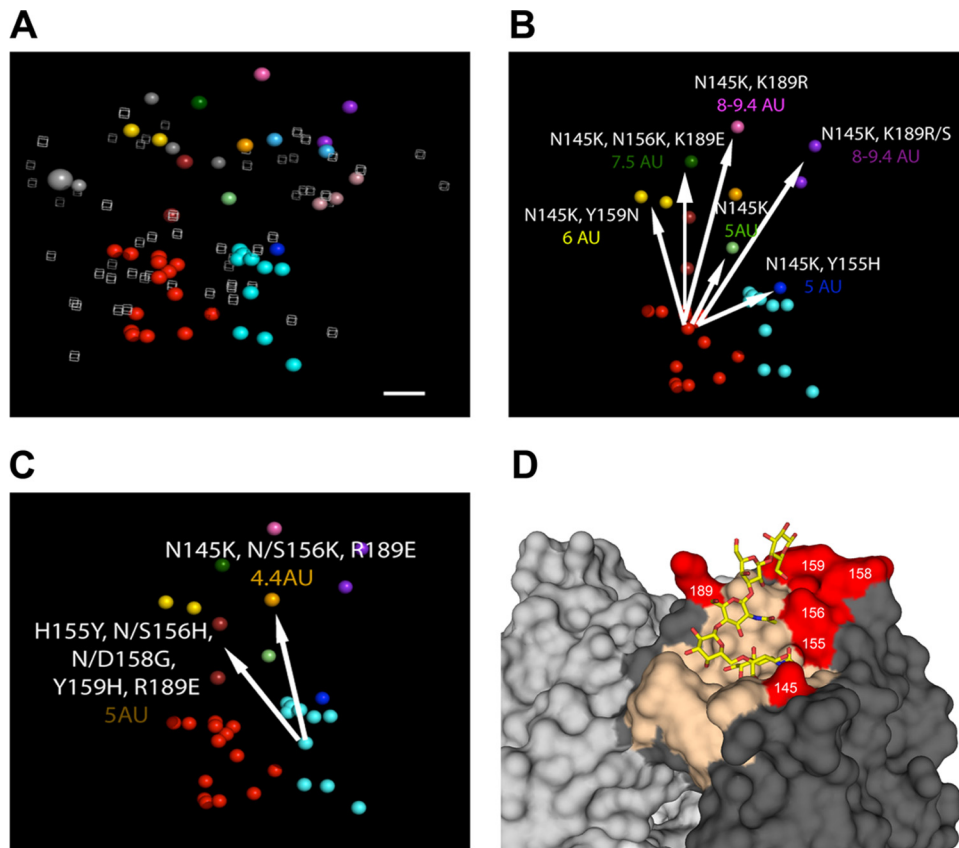 A
B
N145K, K189R
8-9.4 AU
N145K, N156K, K189E
7.5 AU
N145K, K189R/S
8-9.4 AU
N145K, Y159N
6 AU
N145K
5AU
N145K, Y155H
5 AU
C
N145K, N/S156K, R189E
4.4AU
H155Y, N/S156H,
N/D158G,
Y159H, R189E
5AU
D
189
159
158
156
155
145